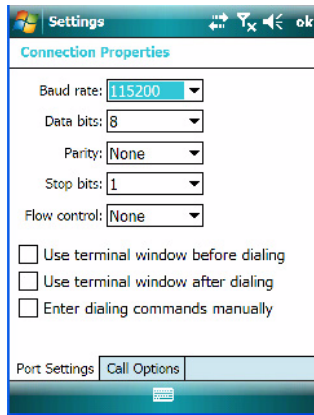 Settings ok
Connection Properties
Baud rate: 115200
Data bits: 8
Parity: None
Stop bits: 1
Flow control: None
Use terminal window before dialing
Use terminal window after dialing
Enter dialing commands manually
Port Settings Call Options